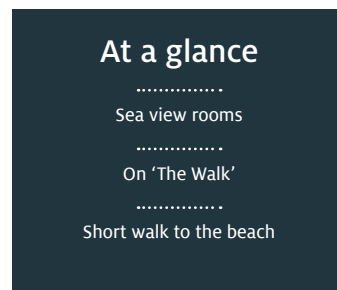 At a glance
Sea view rooms
On ‘The Walk’
Short walk to the beach